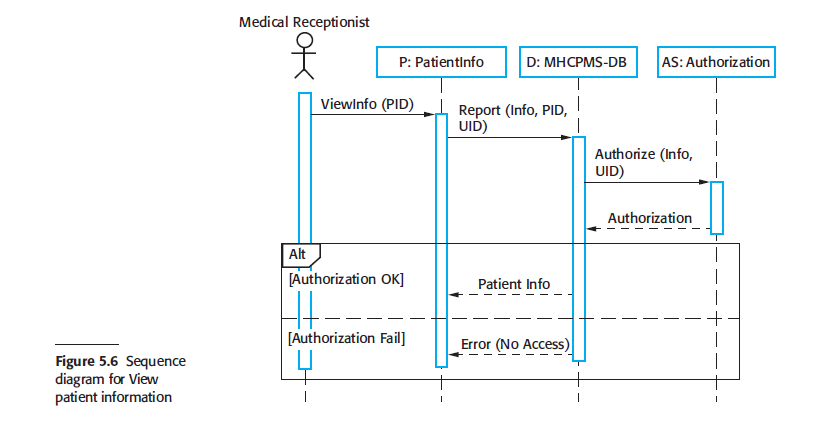 Medical Receptionist
P: PatientInfo
D: MHCPMS-DB
AS: Authorization
ViewInfo (PID)
Report (Info, PID,
UID)
Authorize (Info,
UID)
Authorization
Alt
[Authorization OK]
Patient Info
[Authorization Fail]
Error (No Access)
Figure 5.6 Sequence
diagram for View
patient information